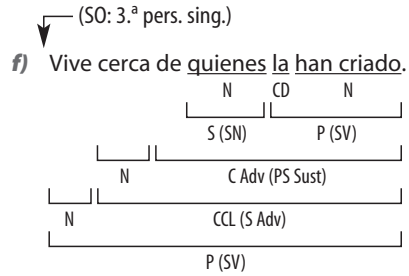 (SO: 3.ª pers. sing.)
f) Vive cerca de quienes la han criado.
N CD N
S (SN) P (SV)
N C Adv (PS Sust)
N CCL (S Adv)
P (SV)